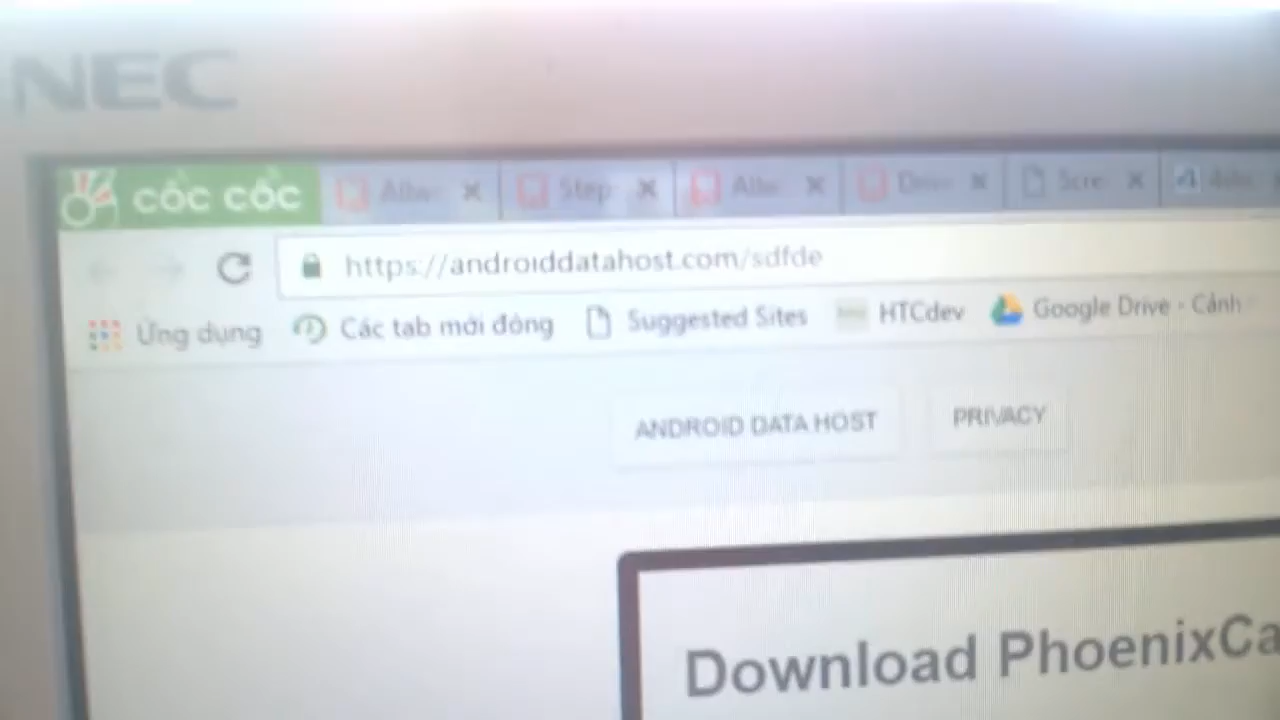 NEC
cốc cốc Step
https://androiddatahost.com/sdfde
Ứng dụng Các tab mới đóng Suggested Sites HTCdev Google Drive - Cảnh
ANDROID DATA HOST PRIVACY
Download PhoenixCa